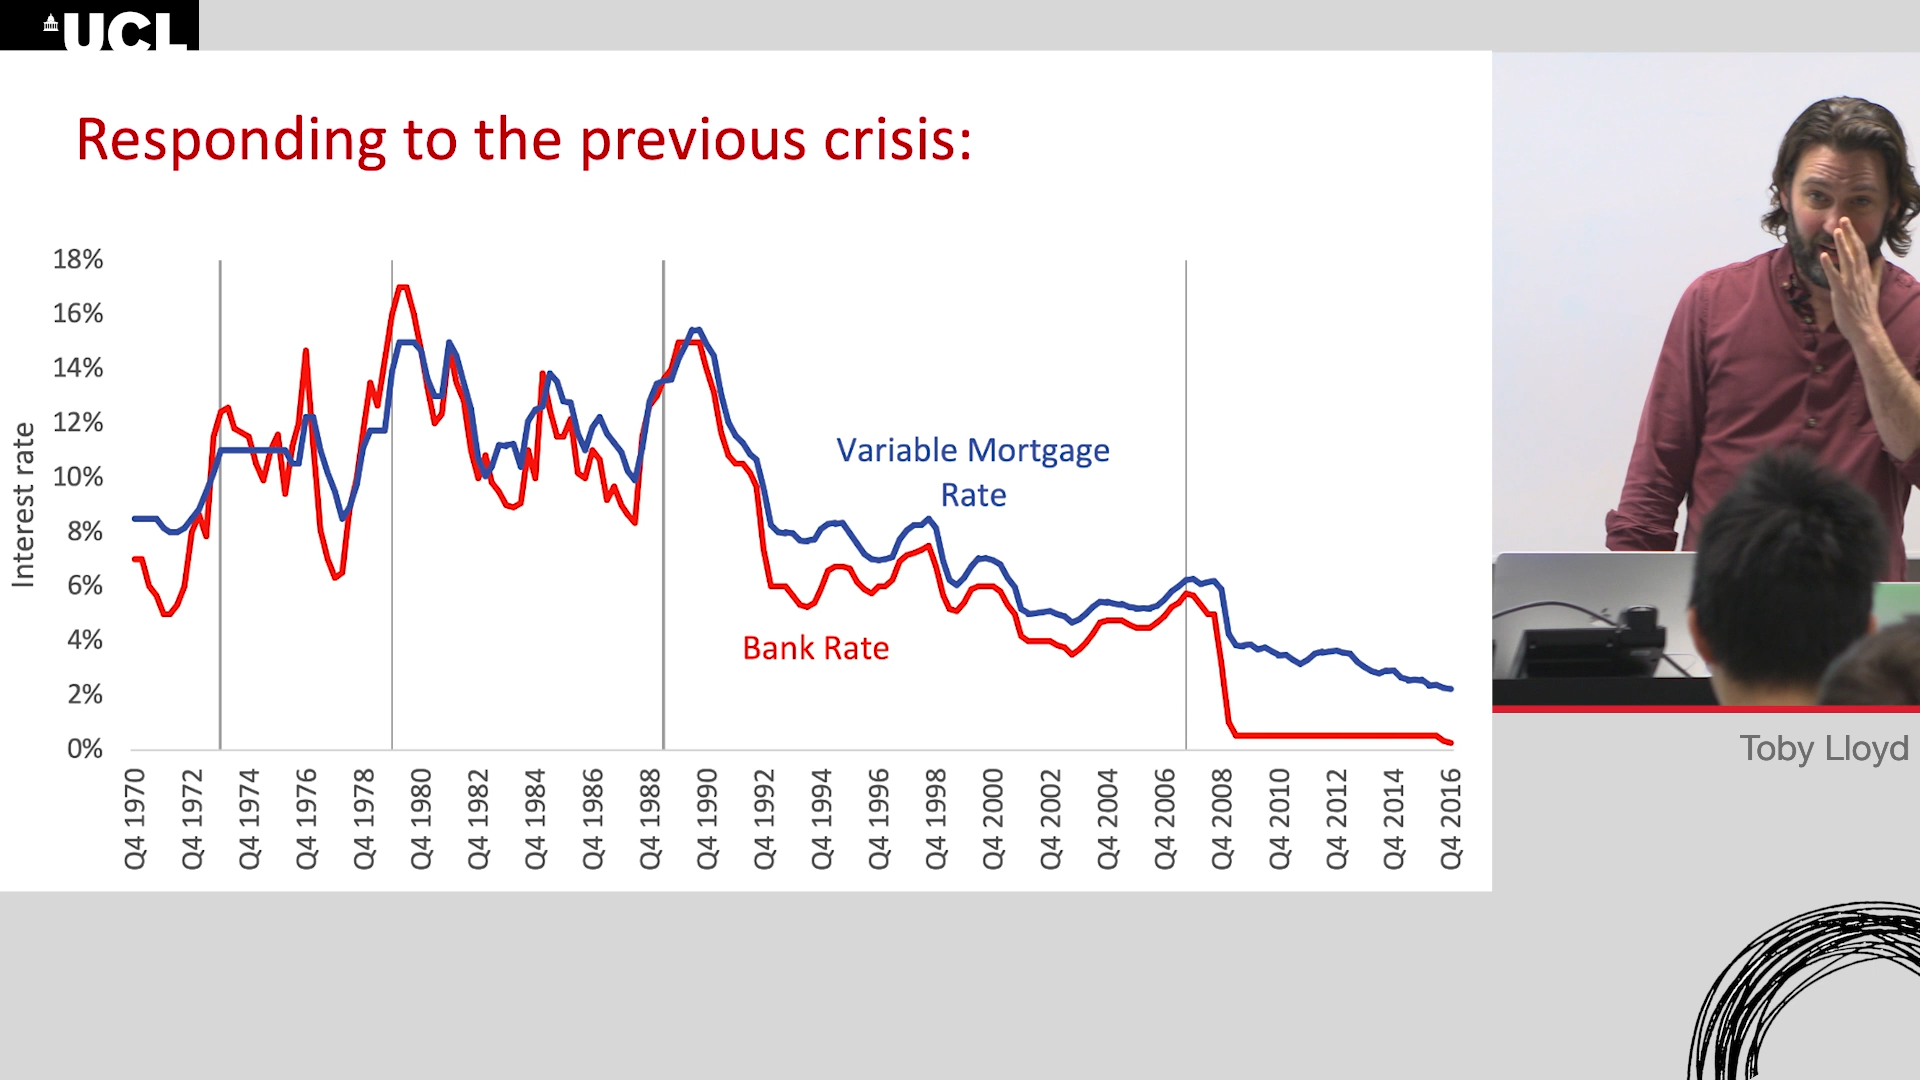 UCL
Responding to the previous crisis:
Interest rate
18%
16%
14%
12%
10%
8%
6%
4%
2%
0%
Variable Mortgage
Rate
Bank Rate
Q4 1970
Q4 1972
Q4 1974
Q4 1976
Q4 1978
Q4 1980
Q4 1982
Q4 1984
Q4 1986
Q4 1988
Q4 1990
Q4 1992
Q4 1994
Q4 1996
Q4 1998
Q4 2000
Q4 2002
Q4 2004
Q4 2006
Q4 2008
Q4 2010
Q4 2012
Q4 2014
Q4 2016
Toby Lloyd